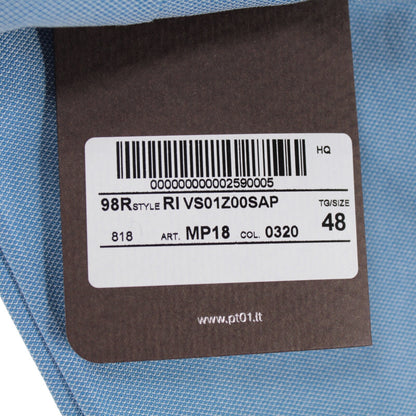 HQ
000000000002590005
98R STYLE RI VS01Z00SAP TG/SIZE
818 ART. MP18 COL. 0320 48
www.pt01.it